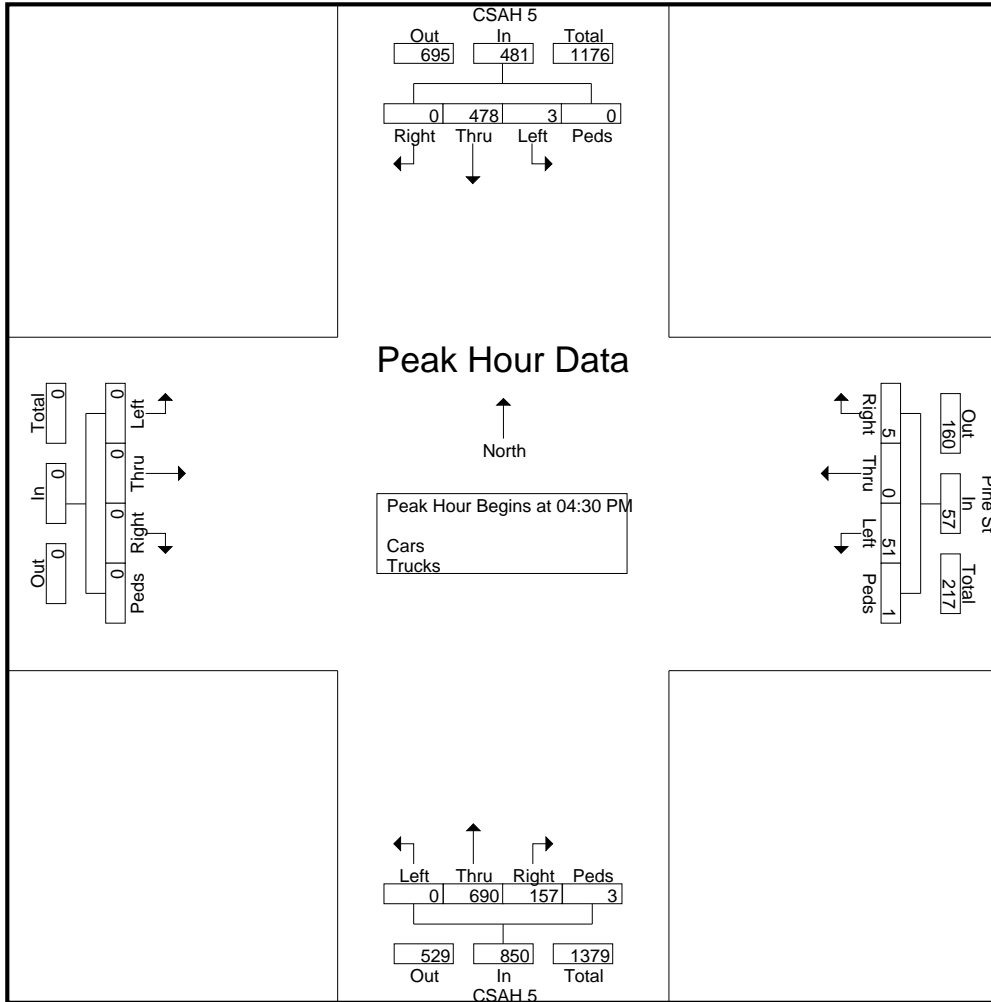 CSAH 5
Out In Total
695 481 1176
0 478 3 0
Right Thru Left Peds
Peak Hour Data
North
Peak Hour Begins at 04:30 PM
Cars
Trucks
Total In Out
0 0 0
0 0 0 0
Left Thru Right Peds
Pine St
Out In Total
160 57 217
5 0 51 1
Right Thru Left Peds
Left Thru Right Peds
0 690 157 3
529 850 1379
Out In Total
CSAH 5